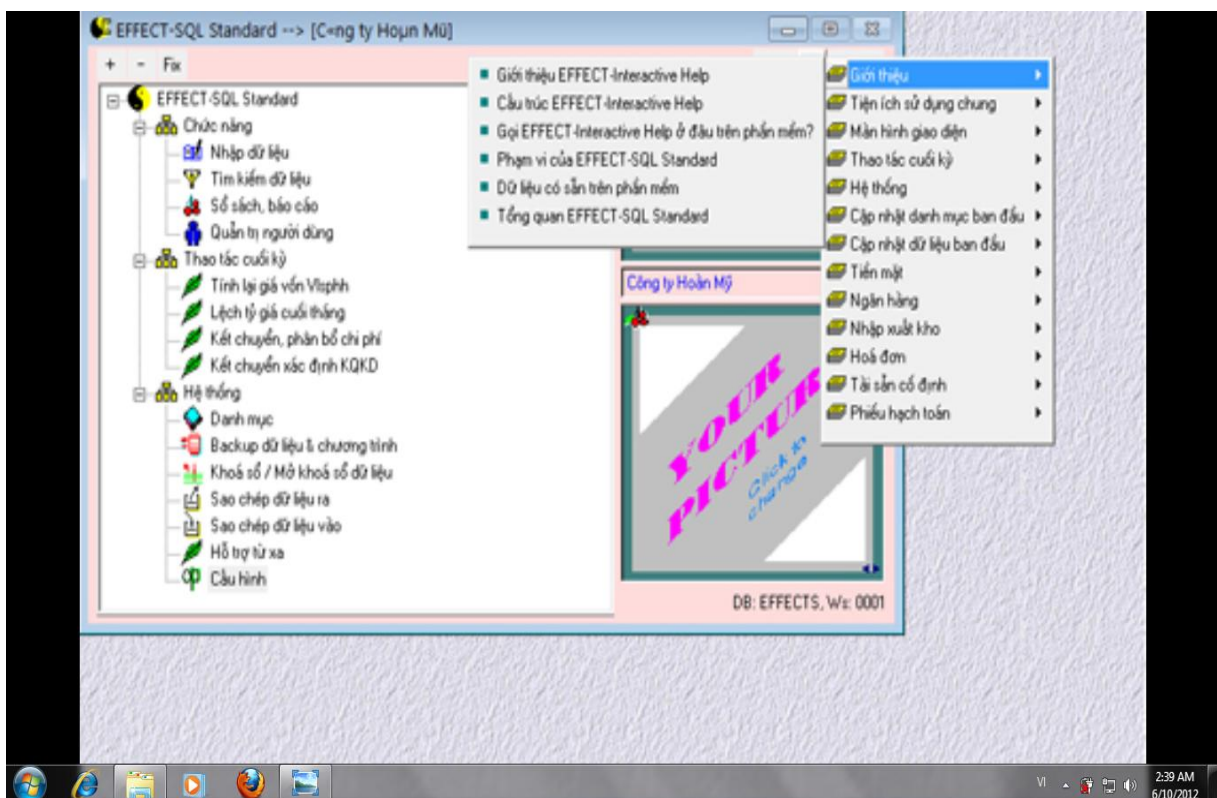 EFFECT-SQL Standard --> [C«ng ty Hoµn Mü]
+ - Fix
EFFECT-SQL Standard
Chức năng
Nhập dữ liệu
Tìm kiếm dữ liệu
Sổ sách, báo cáo
Quản trị người dùng
Thao tác cuối kỳ
Tính lại giá vốn Vlsphh
Lệch tỷ giá cuối tháng
Kết chuyển, phân bổ chi phí
Kết chuyển xác định KQKD
Hệ thống
Danh mục
Backup dữ liệu & chương trình
Khoá sổ / Mở khoá sổ dữ liệu
Sao chép dữ liệu ra
Sao chép dữ liệu vào
Hỗ trợ từ xa
Cấu hình
Giới thiệu EFFECT-Interactive Help
Cấu trúc EFFECT-Interactive Help
Gọi EFFECT-Interactive Help ở đâu trên phần mềm?
Phạm vi của EFFECT-SQL Standard
Dữ liệu có sẵn trên phần mềm
Tổng quan EFFECT-SQL Standard
Giới thiệu
Tiện ích sử dụng chung
Màn hình giao diện
Thao tác cuối kỳ
Hệ thống
Cập nhật danh mục ban đầu
Cập nhật dữ liệu ban đầu
Tiền mặt
Ngân hàng
Nhập xuất kho
Hoá đơn
Tài sản cố định
Phiếu hạch toán
Công ty Hoàn Mỹ
YOUR
PICTURE
Click to
change
DB: EFFECTS, Ws: 0001
VI
2:39 AM
6/10/2012